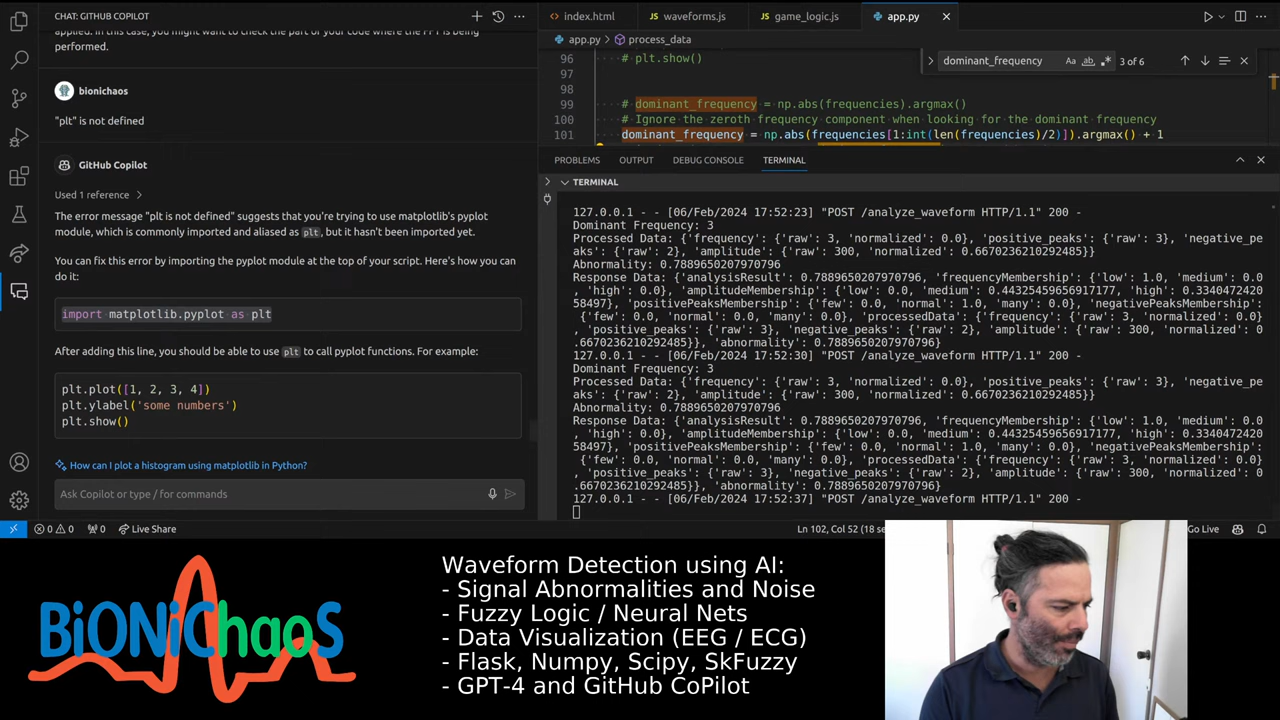 CHAT: GITHUB COPILOT
applied. In this case, you might want to check the part of your code where the FFT is being
performed.
bionichaos
"plt" is not defined
GitHub Copilot
Used 1 reference
The error message "plt is not defined" suggests that you're trying to use matplotlib's pyplot
module, which is commonly imported and aliased as plt, but it hasn't been imported yet.
You can fix this error by importing the pyplot module at the top of your script. Here's how you can
do it:
import matplotlib.pyplot as plt
After adding this line, you should be able to use plt to call pyplot functions. For example:
plt.plot([1, 2, 3, 4])
plt.ylabel('some numbers')
plt.show()
How can I plot a histogram using matplotlib in Python?
Ask Copilot or type / for commands
index.html
JS waveforms.js
JS game_logic.js
app.py
app.py > process_data
dominant_frequency
Aa ab
3 of 6
96 # plt.show()
97
98
99 # dominant_frequency = np.abs(frequencies).argmax()
100 # Ignore the zeroth frequency component when looking for the dominant frequency
101 dominant_frequency = np.abs(frequencies[1:int(len(frequencies)/2)]).argmax() + 1
PROBLEMS OUTPUT DEBUG CONSOLE TERMINAL
TERMINAL
127.0.0.1 - - [06/Feb/2024 17:52:23] "POST /analyze_waveform HTTP/1.1" 200 -
Dominant Frequency: 3
Processed Data: {'frequency': {'raw': 3, 'normalized': 0.0}, 'positive_peaks': {'raw': 3}, 'negative_pe
aks': {'raw': 2}, 'amplitude': {'raw': 300, 'normalized': 0.6670236210292485}}
Abnormality: 0.7889650207970796
Response Data: {'analysisResult': 0.7889650207970796, 'frequencyMembership': {'low': 1.0, 'medium': 0.0
, 'high': 0.0}, 'amplitudeMembership': {'low': 0.0, 'medium': 0.44325459656917177, 'high': 0.3340472420
58497}, 'positivePeaksMembership': {'few': 0.0, 'normal': 1.0, 'many': 0.0}, 'negativePeaksMembership':
{'few': 0.0, 'normal': 0.0, 'many': 0.0}, 'processedData': {'frequency': {'raw': 3, 'normalized': 0.0}
, 'positive_peaks': {'raw': 3}, 'negative_peaks': {'raw': 2}, 'amplitude': {'raw': 300, 'normalized': 0
.6670236210292485}}, 'abnormality': 0.7889650207970796}
127.0.0.1 - - [06/Feb/2024 17:52:30] "POST /analyze_waveform HTTP/1.1" 200 -
Dominant Frequency: 3
Processed Data: {'frequency': {'raw': 3, 'normalized': 0.0}, 'positive_peaks': {'raw': 3}, 'negative_pe
aks': {'raw': 2}, 'amplitude': {'raw': 300, 'normalized': 0.6670236210292485}}
Abnormality: 0.7889650207970796
Response Data: {'analysisResult': 0.7889650207970796, 'frequencyMembership': {'low': 1.0, 'medium': 0.0
, 'high': 0.0}, 'amplitudeMembership': {'low': 0.0, 'medium': 0.44325459656917177, 'high': 0.3340472420
58497}, 'positivePeaksMembership': {'few': 0.0, 'normal': 1.0, 'many': 0.0}, 'negativePeaksMembership':
{'few': 0.0, 'normal': 0.0, 'many': 0.0}, 'processedData': {'frequency': {'raw': 3, 'normalized': 0.0}
, 'positive_peaks': {'raw': 3}, 'negative_peaks': {'raw': 2}, 'amplitude': {'raw': 300, 'normalized': 0
.6670236210292485}}, 'abnormality': 0.7889650207970796}
127.0.0.1 - - [06/Feb/2024 17:52:37] "POST /analyze_waveform HTTP/1.1" 200 -
0 0 0 Live Share
Ln 102, Col 52 (18 se
Go Live
BiONiChaoS
Waveform Detection using AI:
- Signal Abnormalities and Noise
- Fuzzy Logic / Neural Nets
- Data Visualization (EEG / ECG)
- Flask, Numpy, Scipy, SkFuzzy
- GPT-4 and GitHub CoPilot